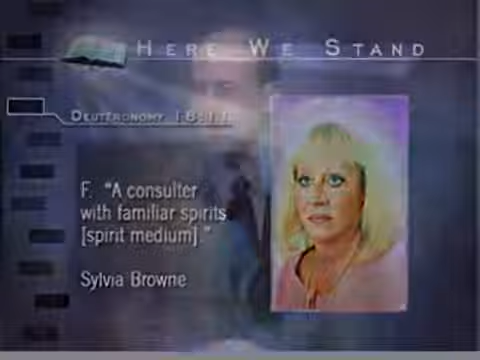 HERE WE STAND
DEUTERONOMY 18:11
F. "A consulter
with familiar spirits
[spirit medium]."
Sylvia Browne